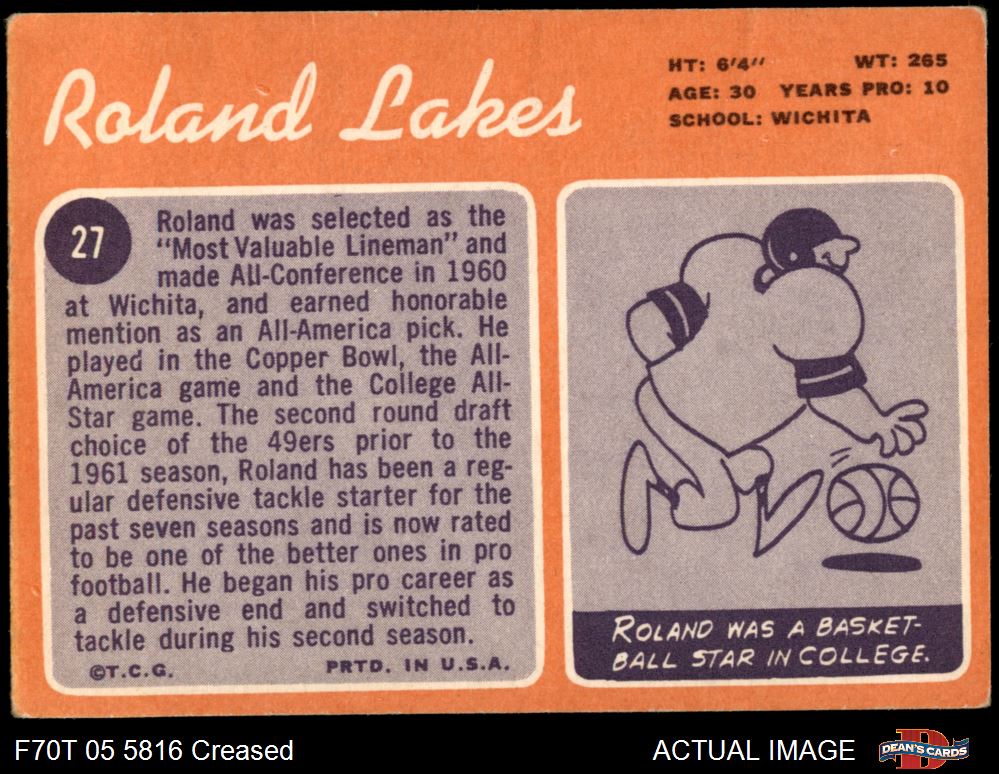 Roland Lakes
HT: 6'4" WT: 265
AGE: 30 YEARS PRO: 10
SCHOOL: WICHITA
27
Roland was selected as the
"Most Valuable Lineman" and
made All-Conference in 1960
at Wichita, and earned honorable
mention as an All-America pick. He
played in the Copper Bowl, the All-
America game and the College All-
Star game. The second round draft
choice of the 49ers prior to the
1961 season, Roland has been a reg-
ular defensive tackle starter for the
past seven seasons and is now rated
to be one of the better ones in pro
football. He began his pro career as
a defensive end and switched to
tackle during his second season.
©T.C.G. PRTD. IN U.S.A.
ROLAND WAS A BASKET-
BALL STAR IN COLLEGE.
F70T 05 5816 Creased
ACTUAL IMAGE
D
DEAN'S CARDS